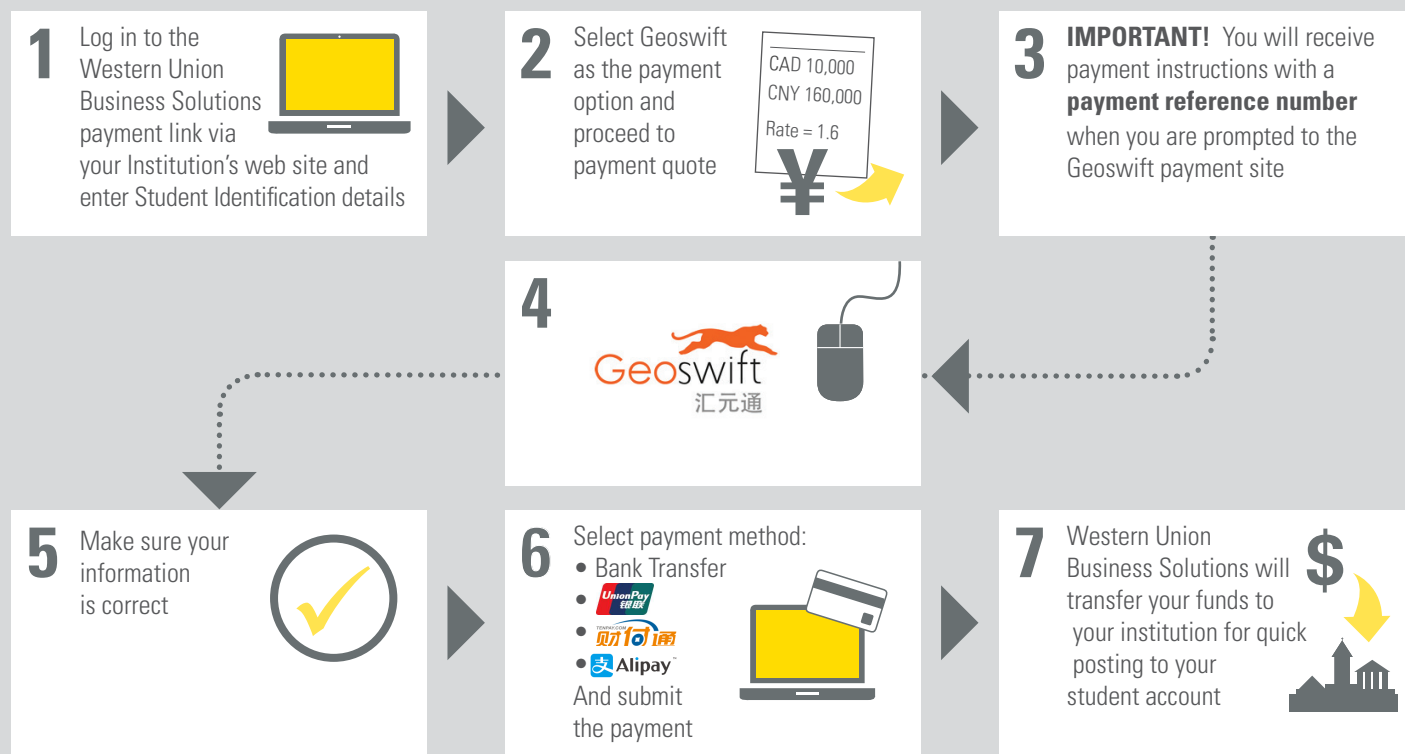 1
Log in to the
Western Union
Business Solutions
payment link via
your Institution's web site and
enter Student Identification details
2
Select Geoswift
as the payment
option and
proceed to
payment quote
CAD 10,000
CNY 160,000
Rate = 1.6
¥
3
IMPORTANT! You will receive
payment instructions with a
payment reference number
when you are prompted to the
Geoswift payment site
4
Geoswift
汇元通
5
Make sure your
information
is correct
6
Select payment method:
• Bank Transfer
• UnionPay
银联
• TENPAY.COM
财付通
• 支 Alipay™
And submit
the payment
7
Western Union
Business Solutions will
transfer your funds to
your institution for quick
posting to your
student account
$